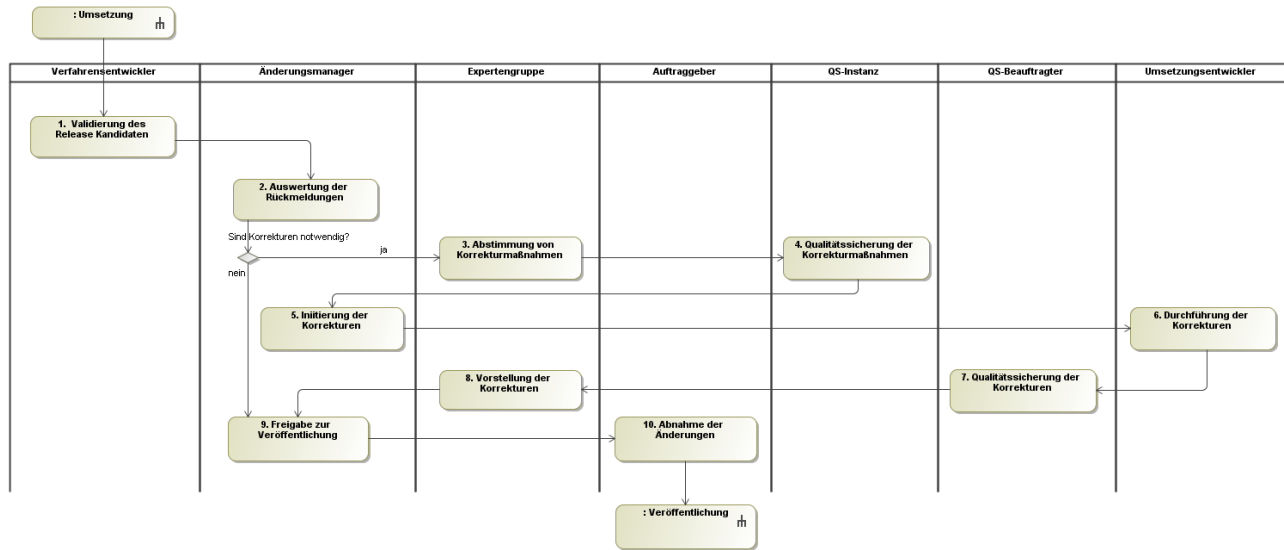 : Umsetzung
Verfahrensentwickler
Änderungsmanager
Expertengruppe
Auftraggeber
QS-Instanz
QS-Beauftragter
Umsetzungsentwickler
1. Validierung des
Release Kandidaten
2. Auswertung der
Rückmeldungen
Sind Korrekturen notwendig?
ja
nein
3. Abstimmung von
Korrekturmaßnahmen
4. Qualitätssicherung der
Korrekturmaßnahmen
5. Iniitierung der
Korrekturen
6. Durchführung der
Korrekturen
7. Qualitätssicherung der
Korrekturen
8. Vorstellung der
Korrekturen
9. Freigabe zur
Veröffentlichung
10. Abnahme der
Änderungen
: Veröffentlichung